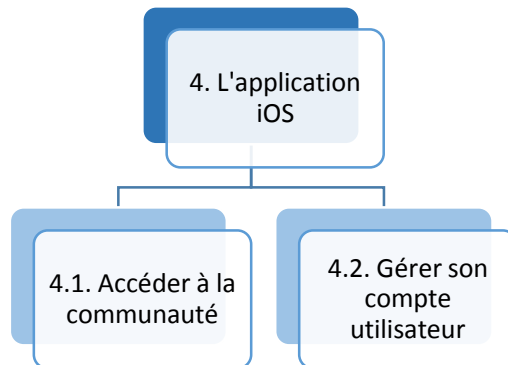 4. L'application
iOS
4.1. Accéder à la
communauté
4.2. Gérer son
compte
utilisateur